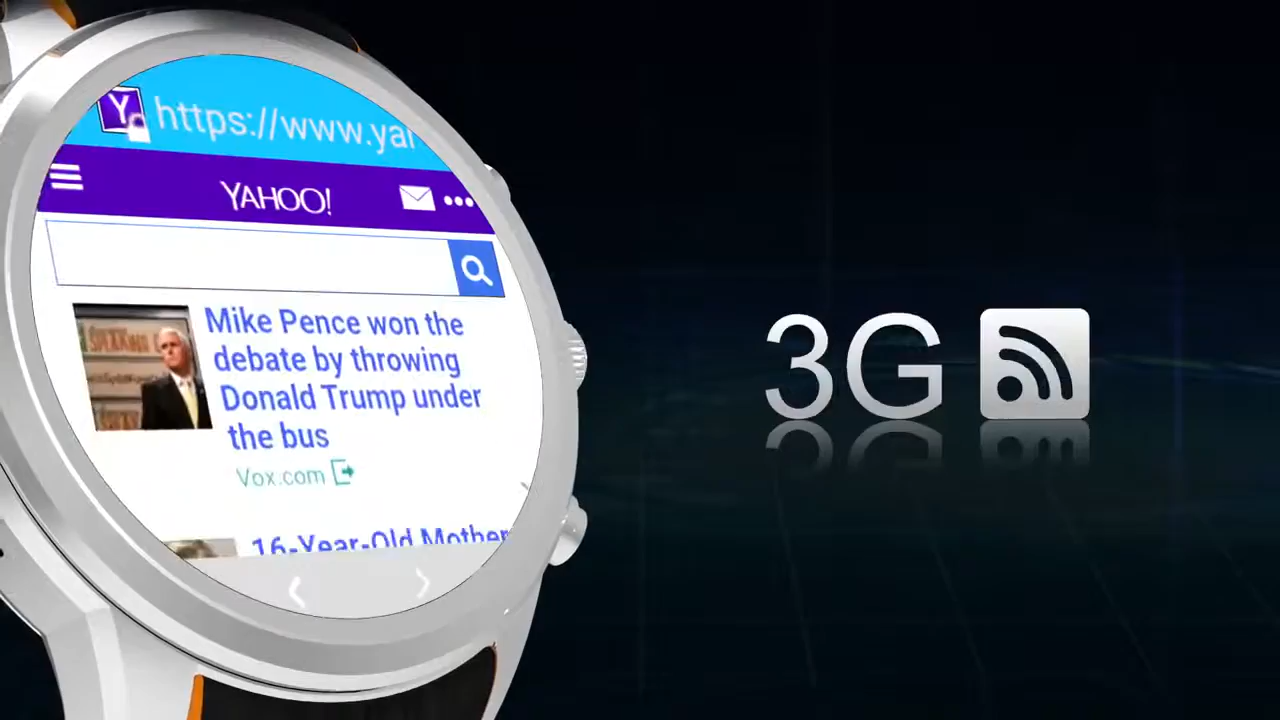 Y
https://www.ya
YAHOO!
Mike Pence won the
debate by throwing
Donald Trump under
the bus
Vox.com
16-Year-Old Mother
3G